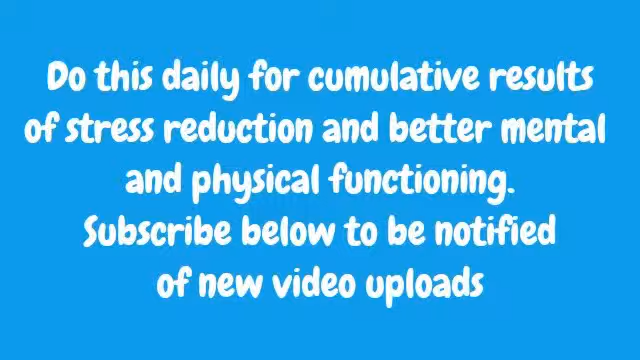 Do this daily for cumulative results
of stress reduction and better mental
and physical functioning.
Subscribe below to be notified
of new video uploads